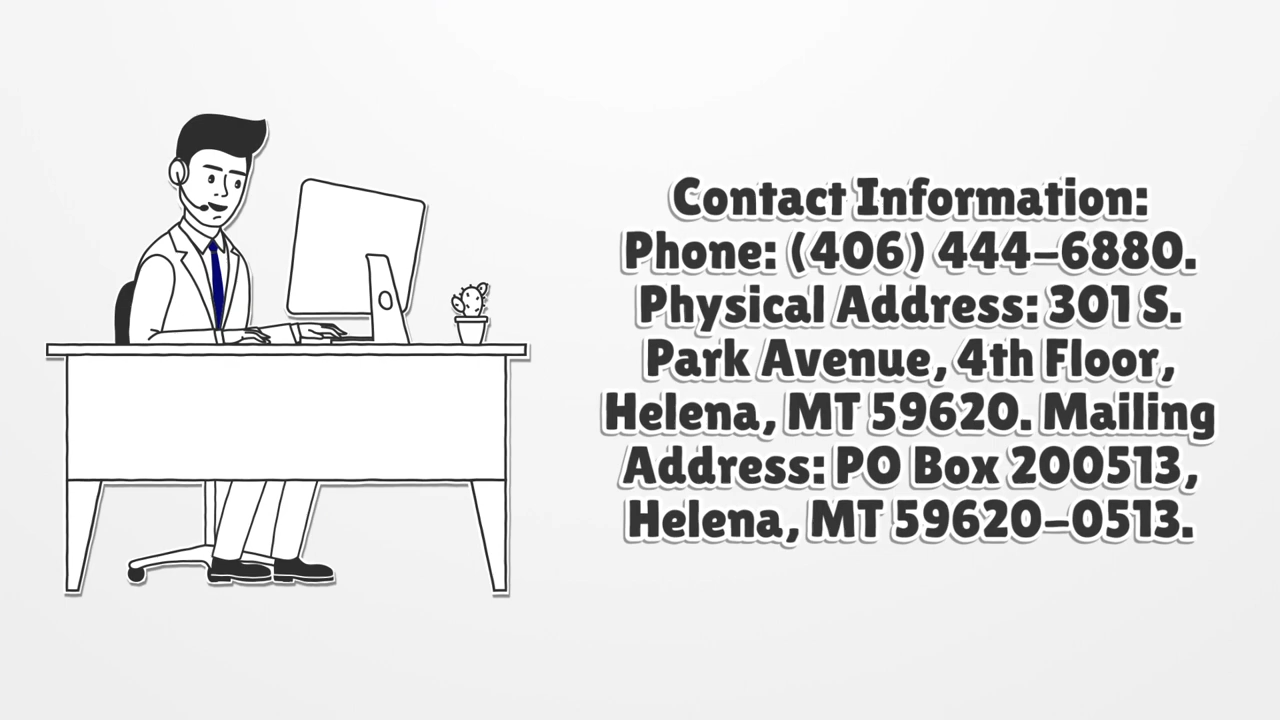 Contact Information:
Phone: (406) 444-6880.
Physical Address: 301 S.
Park Avenue, 4th Floor,
Helena, MT 59620. Mailing
Address: PO Box 200513,
Helena, MT 59620-0513.